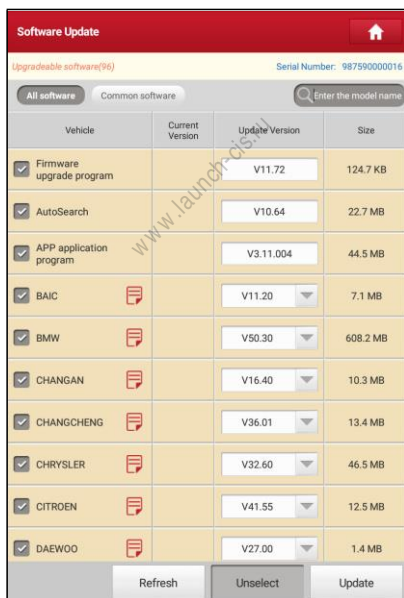 Software Update
Upgradeable software(96)
Serial Number: 987590000016
All software
Common software
Enter the model name
Vehicle
Current
Version
Update Version
Size
Firmware
upgrade program
V11.72
124.7 KB
AutoSearch
V10.64
22.7 MB
APP application
program
V3.11.004
44.5 MB
BAIC
V11.20
7.1 MB
BMW
V50.30
608.2 MB
CHANGAN
V16.40
10.3 MB
CHANGCHENG
V36.01
13.4 MB
CHRYSLER
V32.60
46.5 MB
CITROEN
V41.55
12.5 MB
DAEWOO
V27.00
1.4 MB
Refresh
Unselect
Update
www.launch-cis.ru